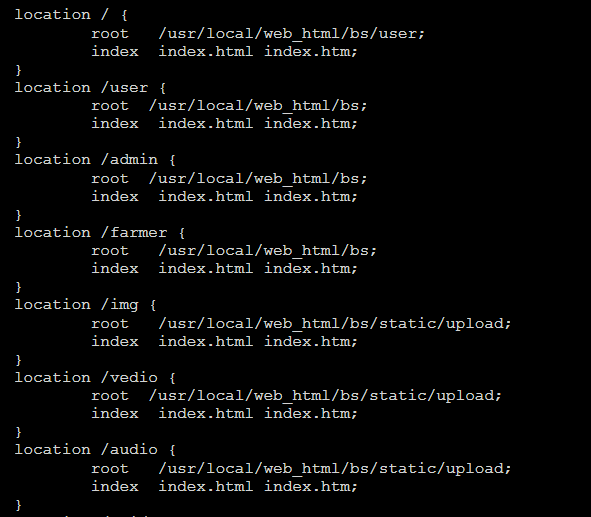 location / {
        root   /usr/local/web_html/bs/user;
        index  index.html index.htm;
}
location /user {
        root  /usr/local/web_html/bs;
        index  index.html index.htm;
}
location /admin {
        root  /usr/local/web_html/bs;
        index  index.html index.htm;
}
location /farmer {
        root   /usr/local/web_html/bs;
        index  index.html index.htm;
}
location /img {
        root   /usr/local/web_html/bs/static/upload;
        index  index.html index.htm;
}
location /vedio {
        root  /usr/local/web_html/bs/static/upload;
        index  index.html index.htm;
}
location /audio {
        root   /usr/local/web_html/bs/static/upload;
        index  index.html index.htm;
}